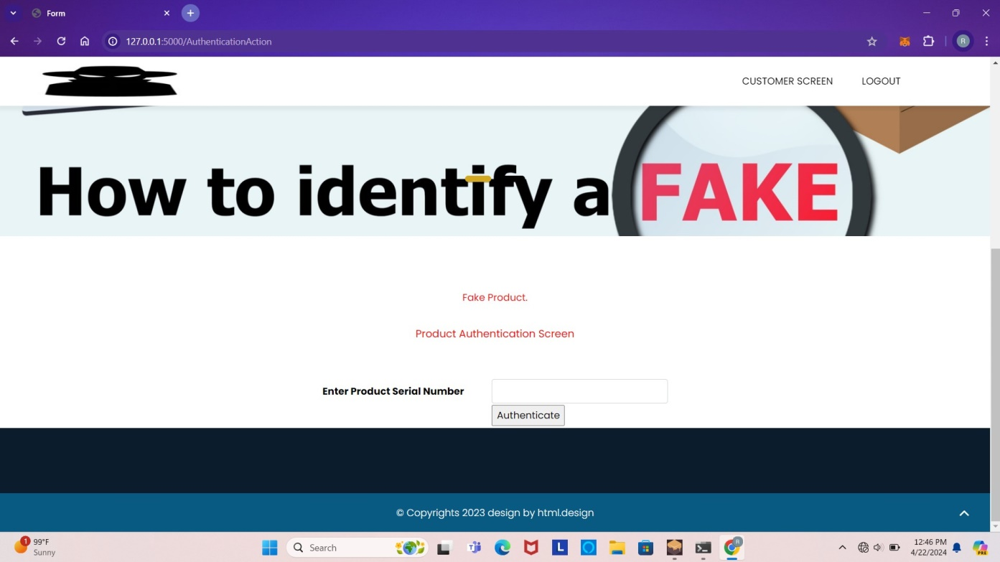 Form
127.0.0.1:5000/AuthenticationAction
R
CUSTOMER SCREEN LOGOUT
How to identify a FAKE
Fake Product.
Product Authentication Screen
Enter Product Serial Number
Authenticate
© Copyrights 2023 design by html.design
1
99°F
Sunny
Search
L
R
12:46 PM
4/22/2024
PRE